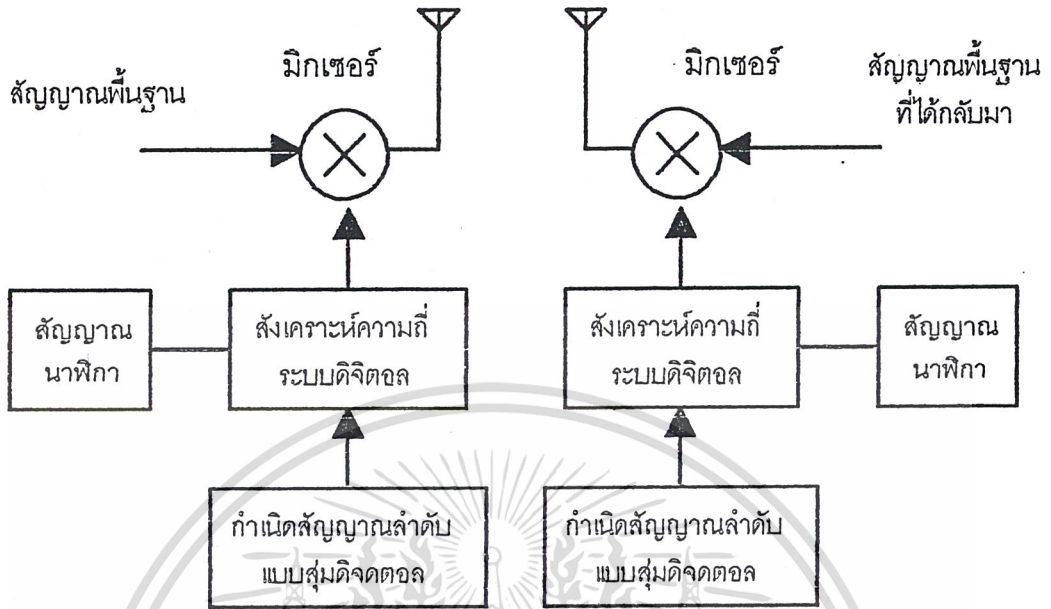 สัญญาณพื้นฐาน
มิกเซอร์
มิกเซอร์
สัญญาณพื้นฐาน
ที่ได้กลับมา
สัญญาณ
นาฬิกา
สังเคราะห์ความถี่
ระบบดิจิตอล
สังเคราะห์ความถี่
ระบบดิจิตอล
สัญญาณ
นาฬิกา
กำเนิดสัญญาณลำดับ
แบบสุ่มดิจดตอล
กำเนิดสัญญาณลำดับ
แบบสุ่มดิจดตอล